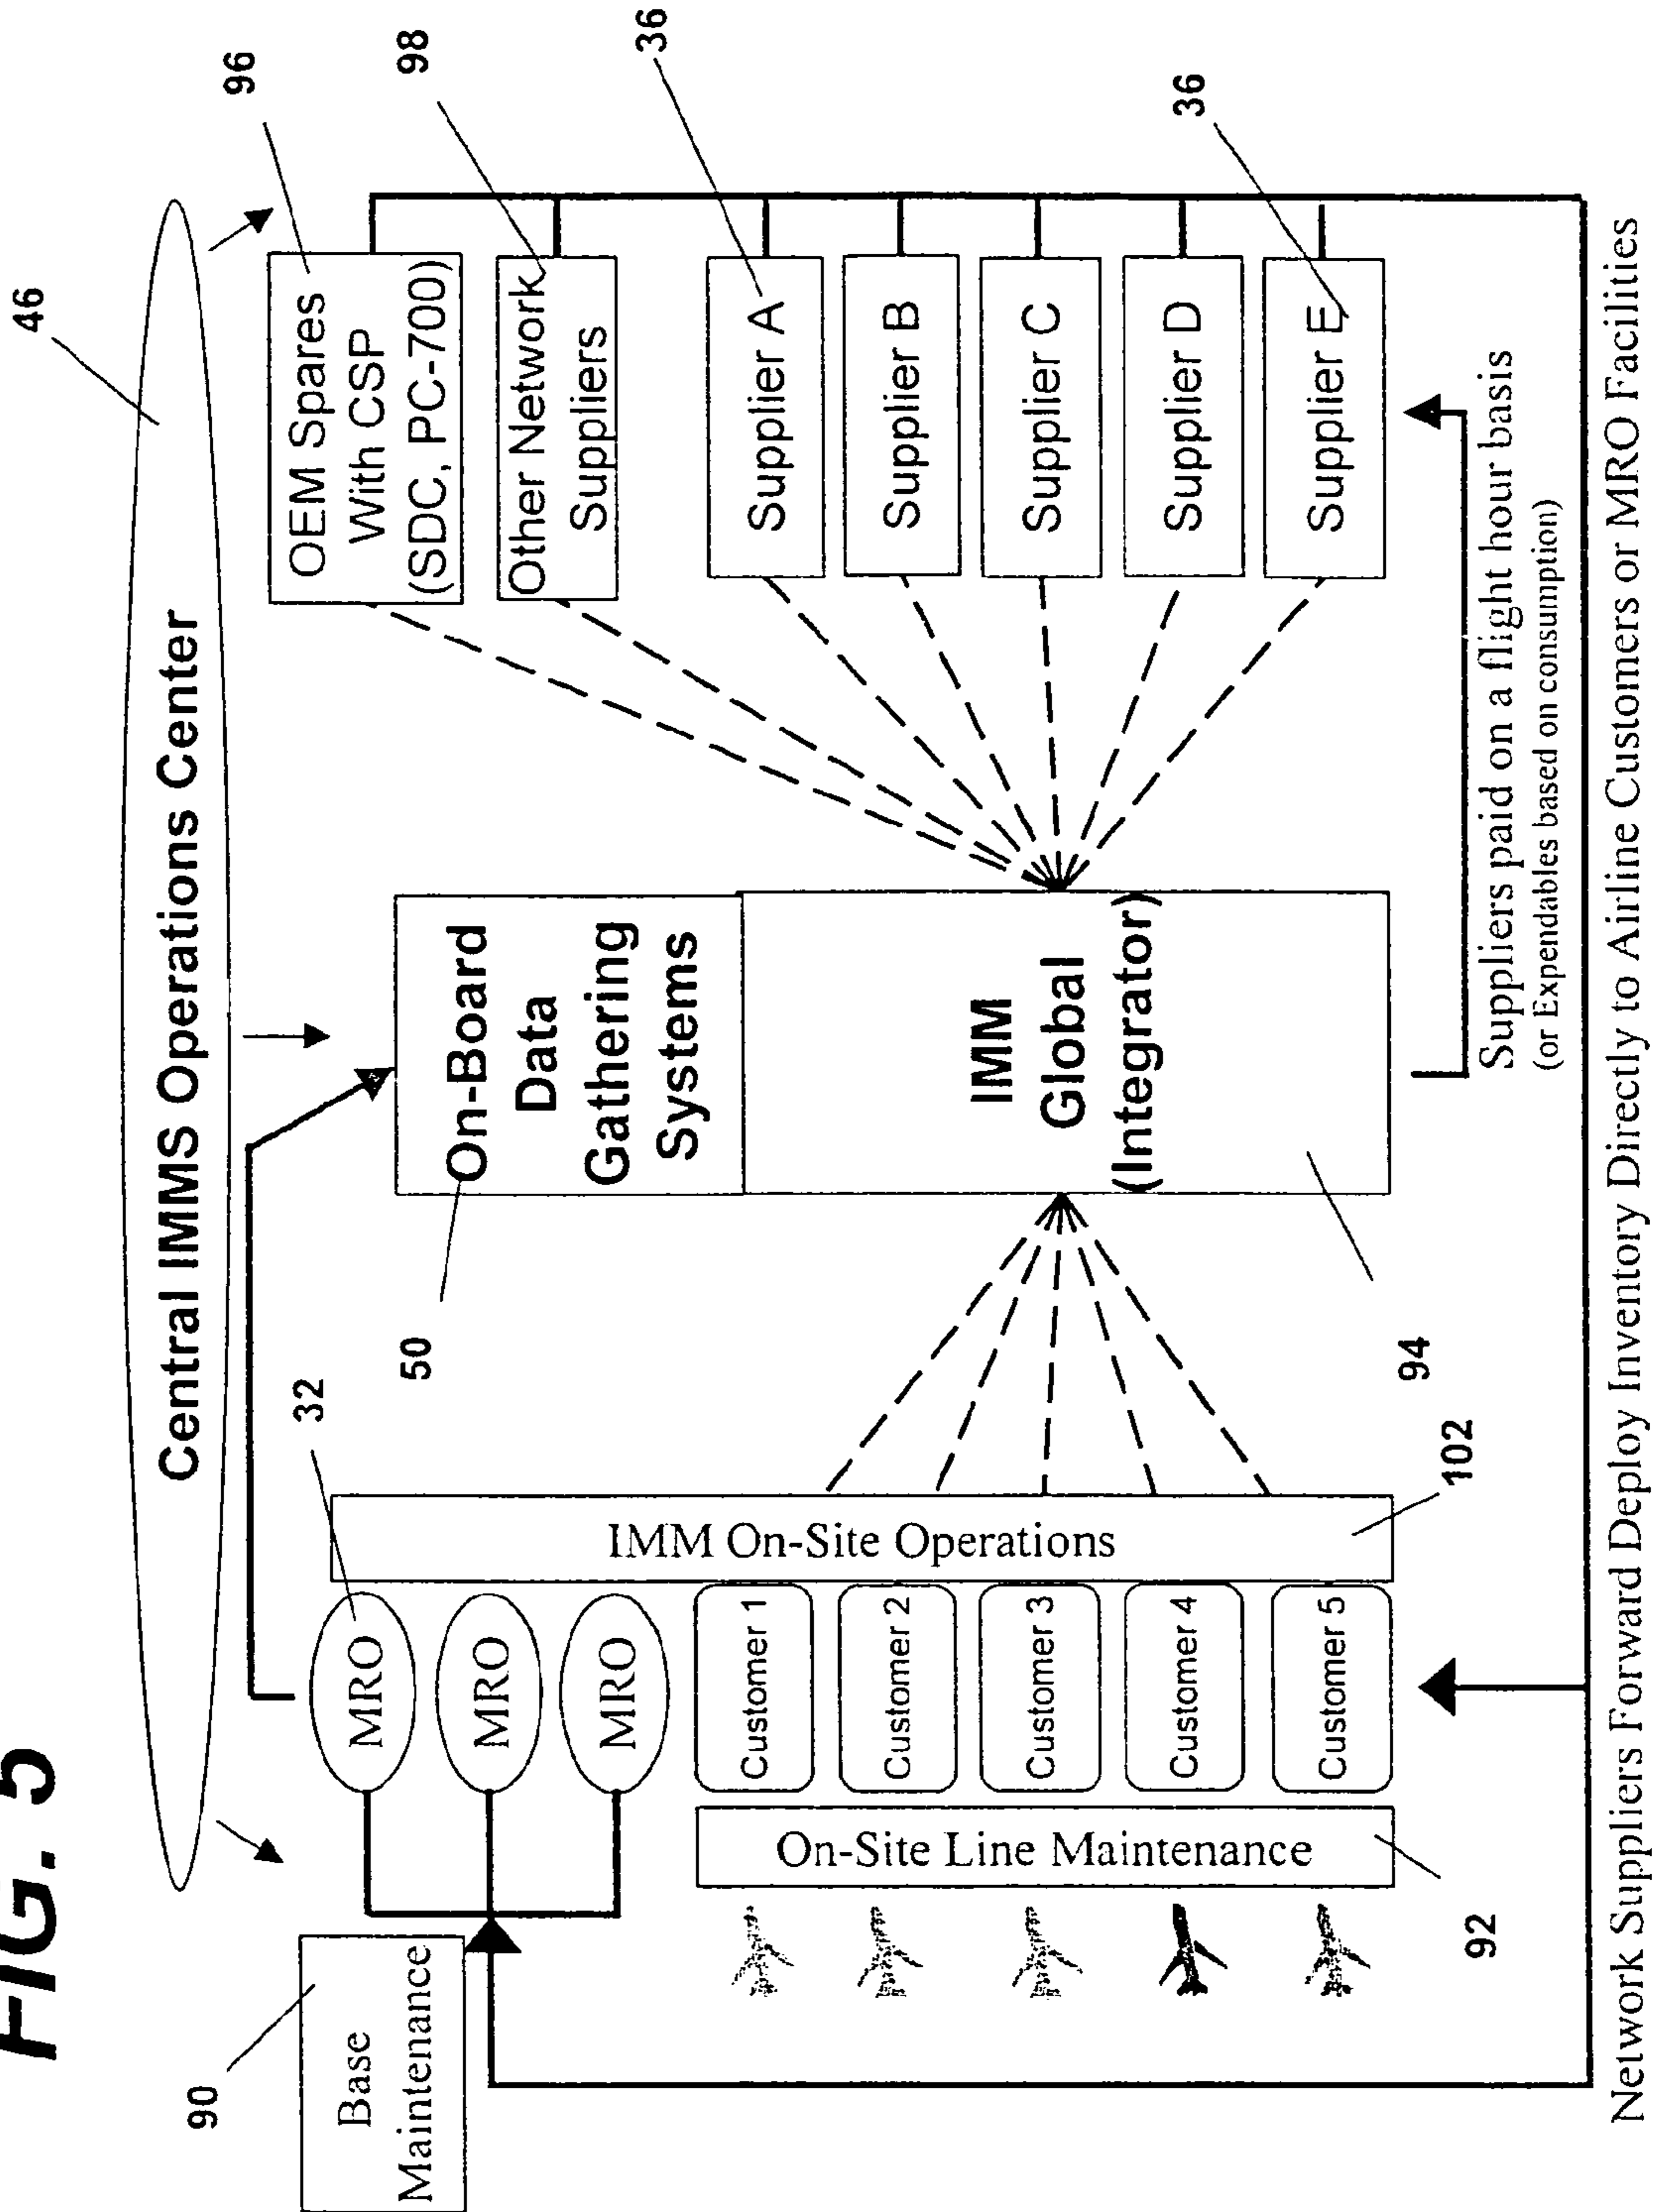 FIG. 5
46
Central IMMS Operations Center
90
Base
Maintenance
32
MRO
MRO
MRO
Customer 1
Customer 2
Customer 3
Customer 4
Customer 5
On-Site Line Maintenance
92
IMM On-Site Operations
102
50
On-Board
Data
Gathering
Systems
IMM
Global
(Integrator)
94
96
OEM Spares
With CSP
(SDC, PC-700)
98
Other Network
Suppliers
36
Supplier A
Supplier B
Supplier C
Supplier D
Supplier E
36
Suppliers paid on a flight hour basis
(or Expendables based on consumption)
Network Suppliers Forward Deploy Inventory Directly to Airline Customers or MRO Facilities